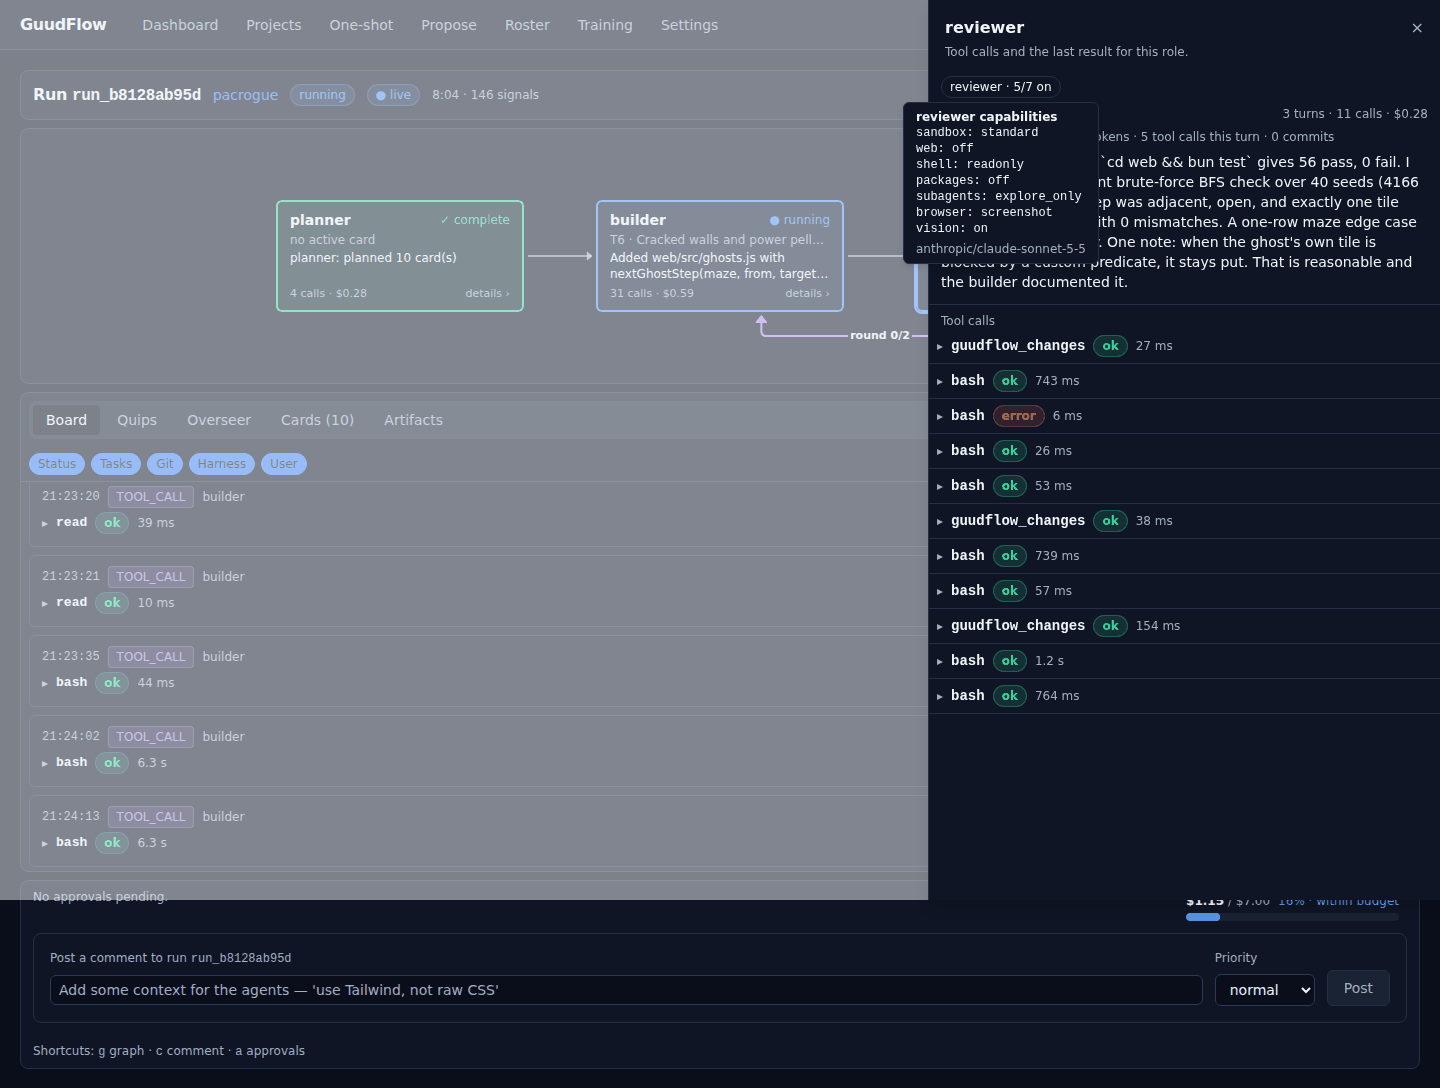 GuudFlow Dashboard Projects One-shot Propose Roster Training Settings
Run run_b8128ab95d pacrogue running ● live 8:04 · 146 signals
planner ✓ complete
no active card
planner: planned 10 card(s)
4 calls · $0.28 details ›
builder ● running
T6 · Cracked walls and power pell…
Added web/src/ghosts.js with
nextGhostStep(maze, from, target…
31 calls · $0.59 details ›
round 0/2
Board Quips Overseer Cards (10) Artifacts
Status Tasks Git Harness User
21:23:20 TOOL_CALL builder
▸ read ok 39 ms
21:23:21 TOOL_CALL builder
▸ read ok 10 ms
21:23:35 TOOL_CALL builder
▸ bash ok 44 ms
21:24:02 TOOL_CALL builder
▸ bash ok 6.3 s
21:24:13 TOOL_CALL builder
▸ bash ok 6.3 s
reviewer ×
Tool calls and the last result for this role.
reviewer · 5/7 on
3 turns · 11 calls · $0.28
reviewer capabilities
sandbox: standard
web: off
shell: readonly
packages: off
subagents: explore_only
browser: screenshot
vision: on
anthropic/claude-sonnet-5-5
· 5 tool calls this turn · 0 commits
`cd web && bun test` gives 56 pass, 0 fail. I
brute-force BFS check over 40 seeds (4166
was adjacent, open, and exactly one tile
with 0 mismatches. A one-row maze edge case
One note: when the ghost's own tile is
blocked by a custom predicate, it stays put. That is reasonable and
the builder documented it.
Tool calls
▸ guudflow_changes ok 27 ms
▸ bash ok 743 ms
▸ bash error 6 ms
▸ bash ok 26 ms
▸ bash ok 53 ms
▸ guudflow_changes ok 38 ms
▸ bash ok 739 ms
▸ bash ok 57 ms
▸ guudflow_changes ok 154 ms
▸ bash ok 1.2 s
▸ bash ok 764 ms
No approvals pending.
$1.15 / $7.00 16% · within budget
Post a comment to run run_b8128ab95d
Priority
Add some context for the agents — 'use Tailwind, not raw CSS'
normal
Post
Shortcuts: g graph · c comment · a approvals